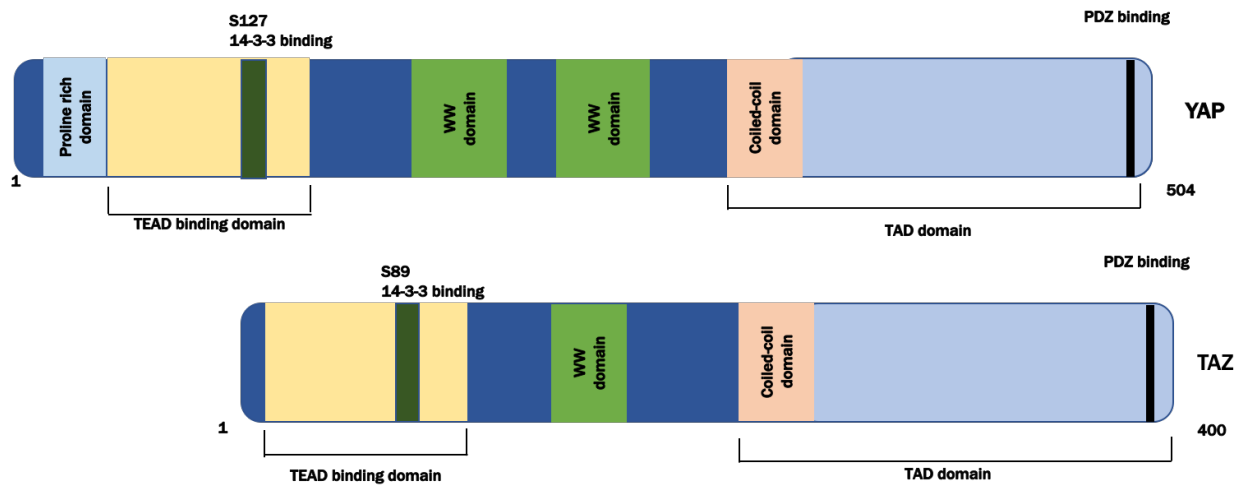 PDZ binding
S127
14-3-3 binding
Proline rich
domain
WW
domain
WW
domain
Coiled-coil
domain
YAP
1
504
TEAD binding domain
TAD domain
PDZ binding
S89
14-3-3 binding
WW
domain
Coiled-coil
domain
TAZ
1
400
TEAD binding domain
TAD domain